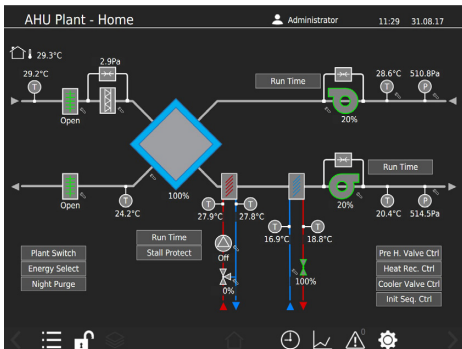 AHU Plant - Home
Administrator
11:29 31.08.17
29.3°C
29.2°C
T
2.9Pa
Open
Run Time
28.6°C
510.8Pa
T
P
20%
100%
Open
T
24.2°C
T
T
27.9°C
27.8°C
Run Time
20%
T
P
20.4°C
514.5Pa
T
T
16.9°C
18.8°C
Run Time
Stall Protect
Off
0%
100%
Plant Switch
Energy Select
Night Purge
Pre H. Valve Ctrl
Heat Rec. Ctrl
Cooler Valve Ctrl
Init Seq. Ctrl
0